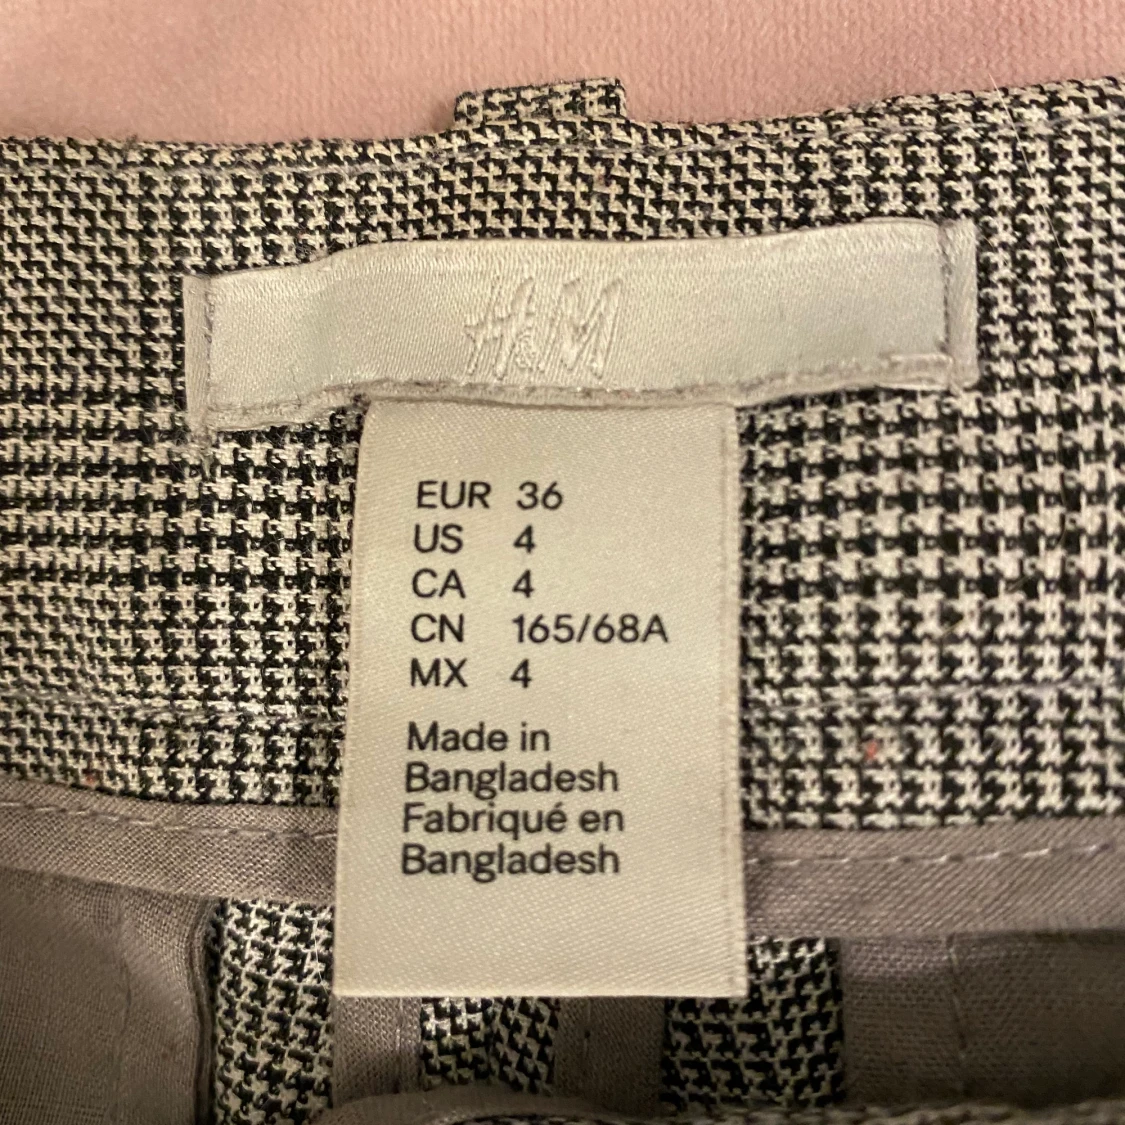 H&M
EUR 36
US 4
CA 4
CN 165/68A
MX 4
Made in
Bangladesh
Fabriqué en
Bangladesh